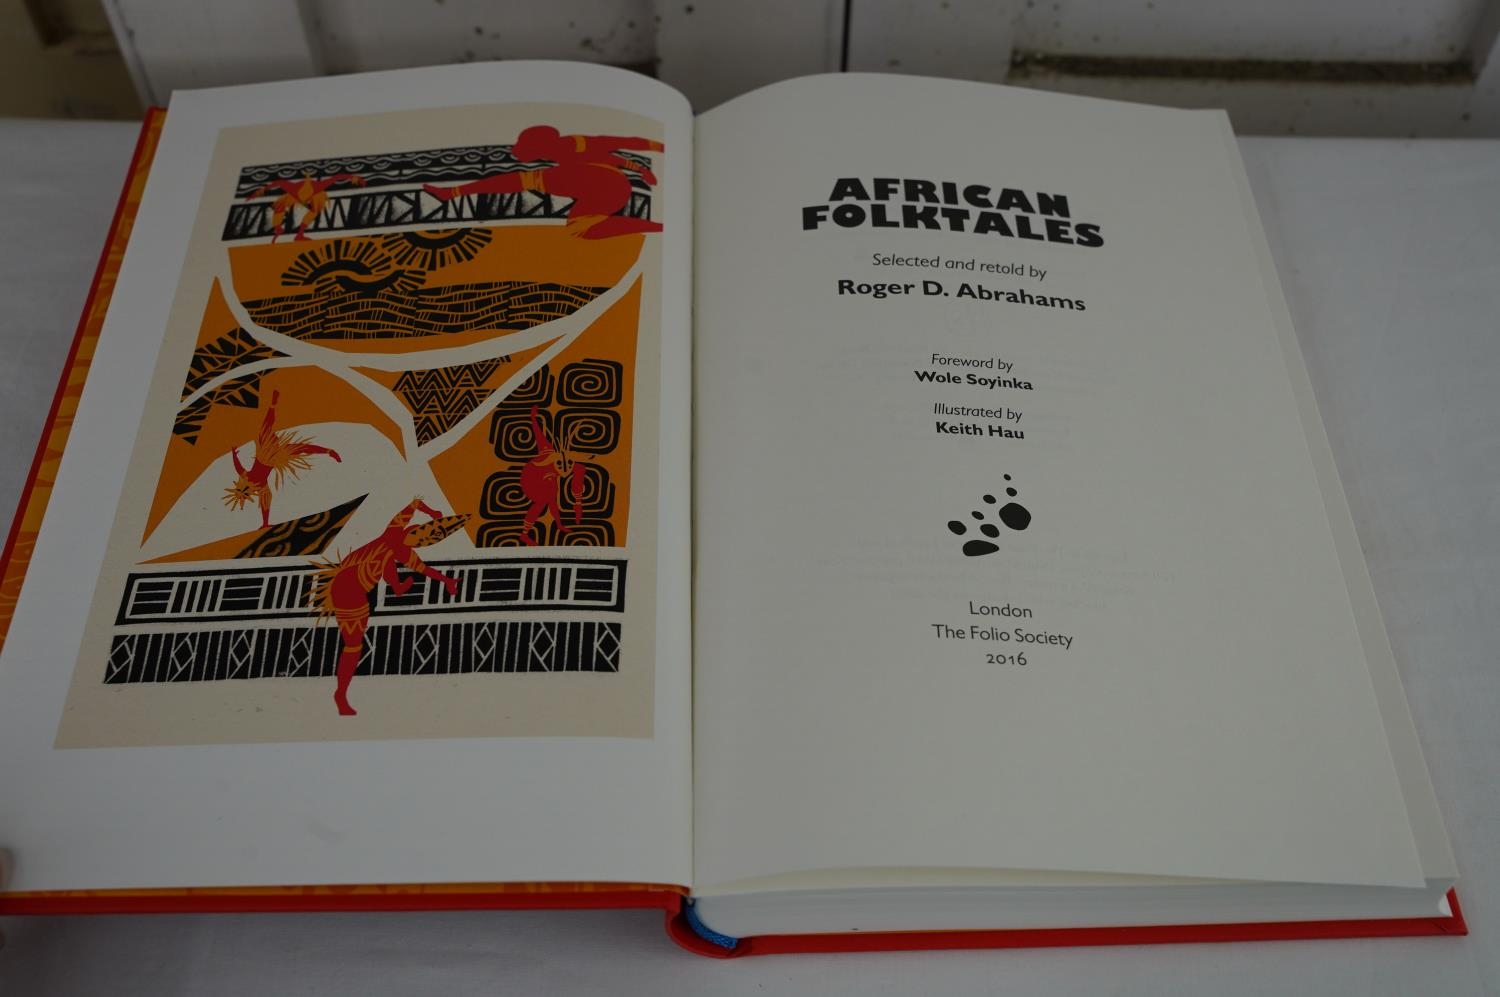 AFRICAN
FOLKTALES
Selected and retold by
Roger D. Abrahams
Foreword by
Wole Soyinka
Illustrated by
Keith Hau
London
The Folio Society
2016